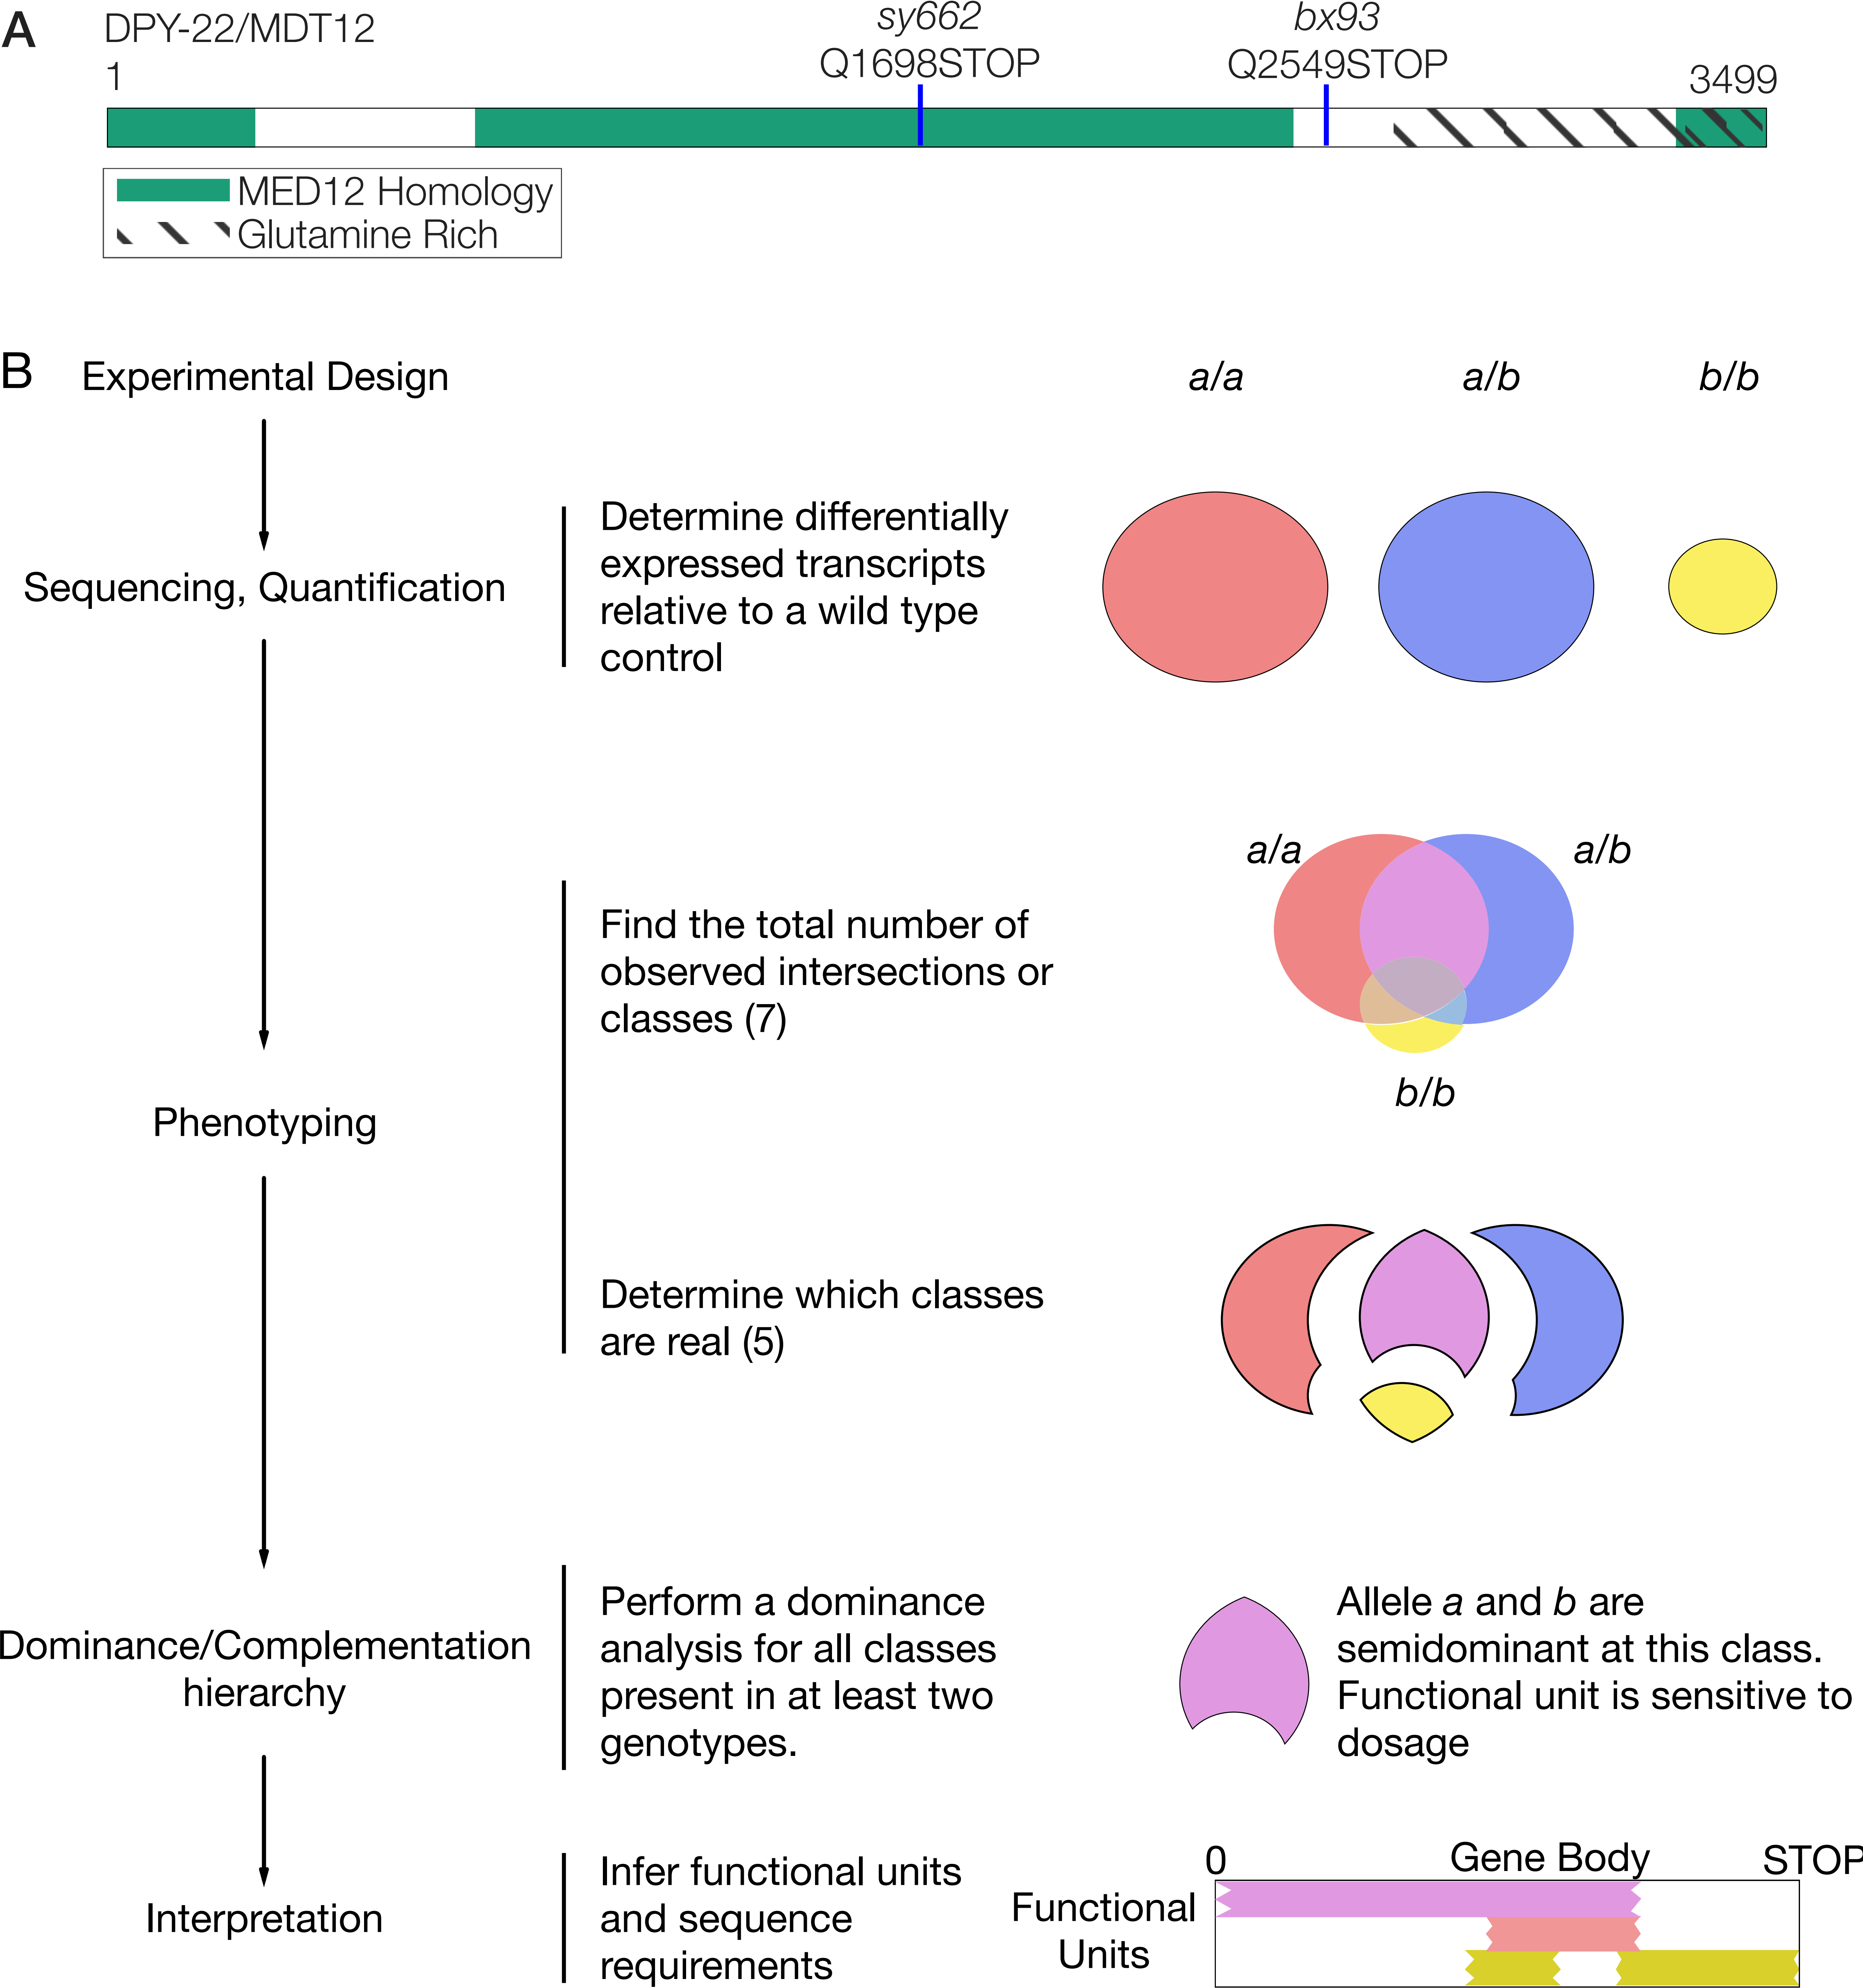 A
DPY-22/MDT12
1
sy662
Q1698STOP
bx93
Q2549STOP
3499
MED12 Homology
Glutamine Rich
B
Experimental Design
a/a
a/b
b/b
Sequencing, Quantification
Determine differentially
expressed transcripts
relative to a wild type
control
Phenotyping
Find the total number of
observed intersections or
classes (7)
a/a
a/b
b/b
Determine which classes
are real (5)
Dominance/Complementation
hierarchy
Perform a dominance
analysis for all classes
present in at least two
genotypes.
Allele a and b are
semidominant at this class.
Functional unit is sensitive to
dosage
Interpretation
Infer functional units
and sequence
requirements
0
Gene Body
STOP
Functional
Units